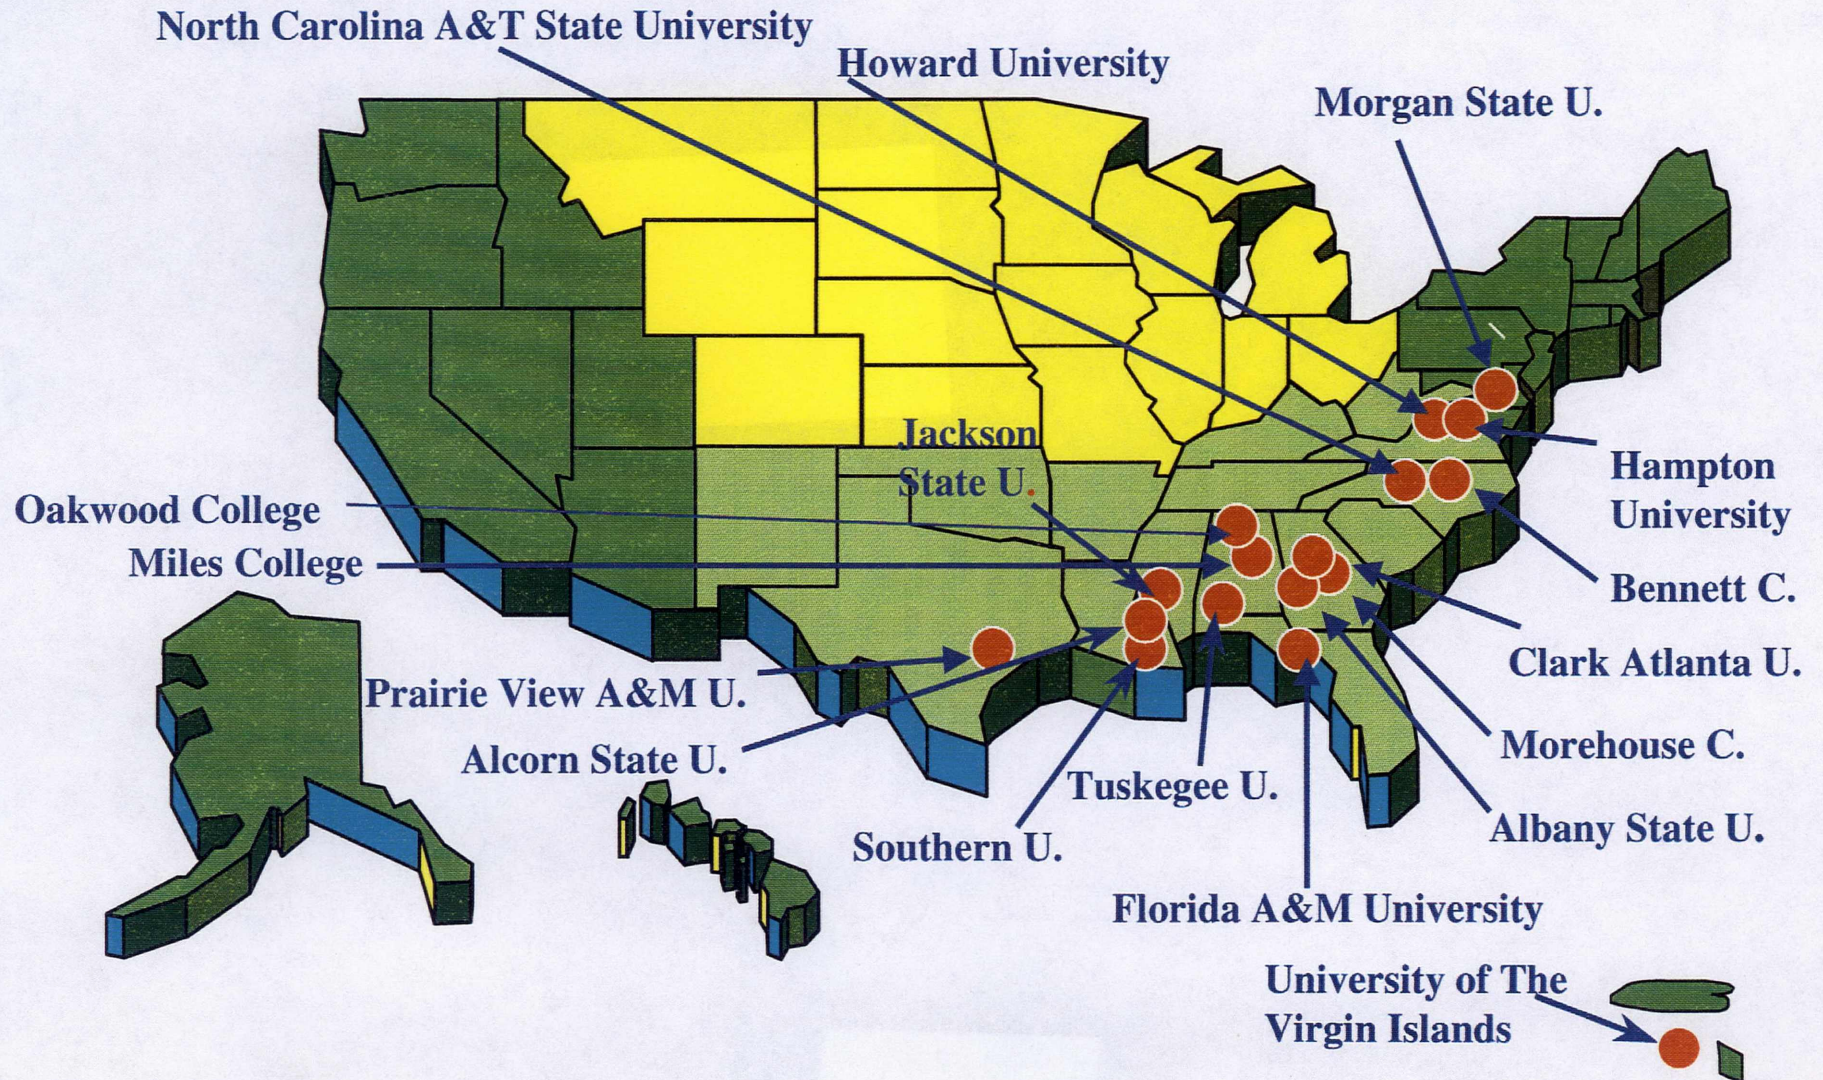 North Carolina A&T State University
Howard University
Morgan State U.
Jackson
State U.
Hampton
University
Oakwood College
Miles College
Bennett C.
Clark Atlanta U.
Prairie View A&M U.
Morehouse C.
Alcorn State U.
Tuskegee U.
Albany State U.
Southern U.
Florida A&M University
University of The
Virgin Islands